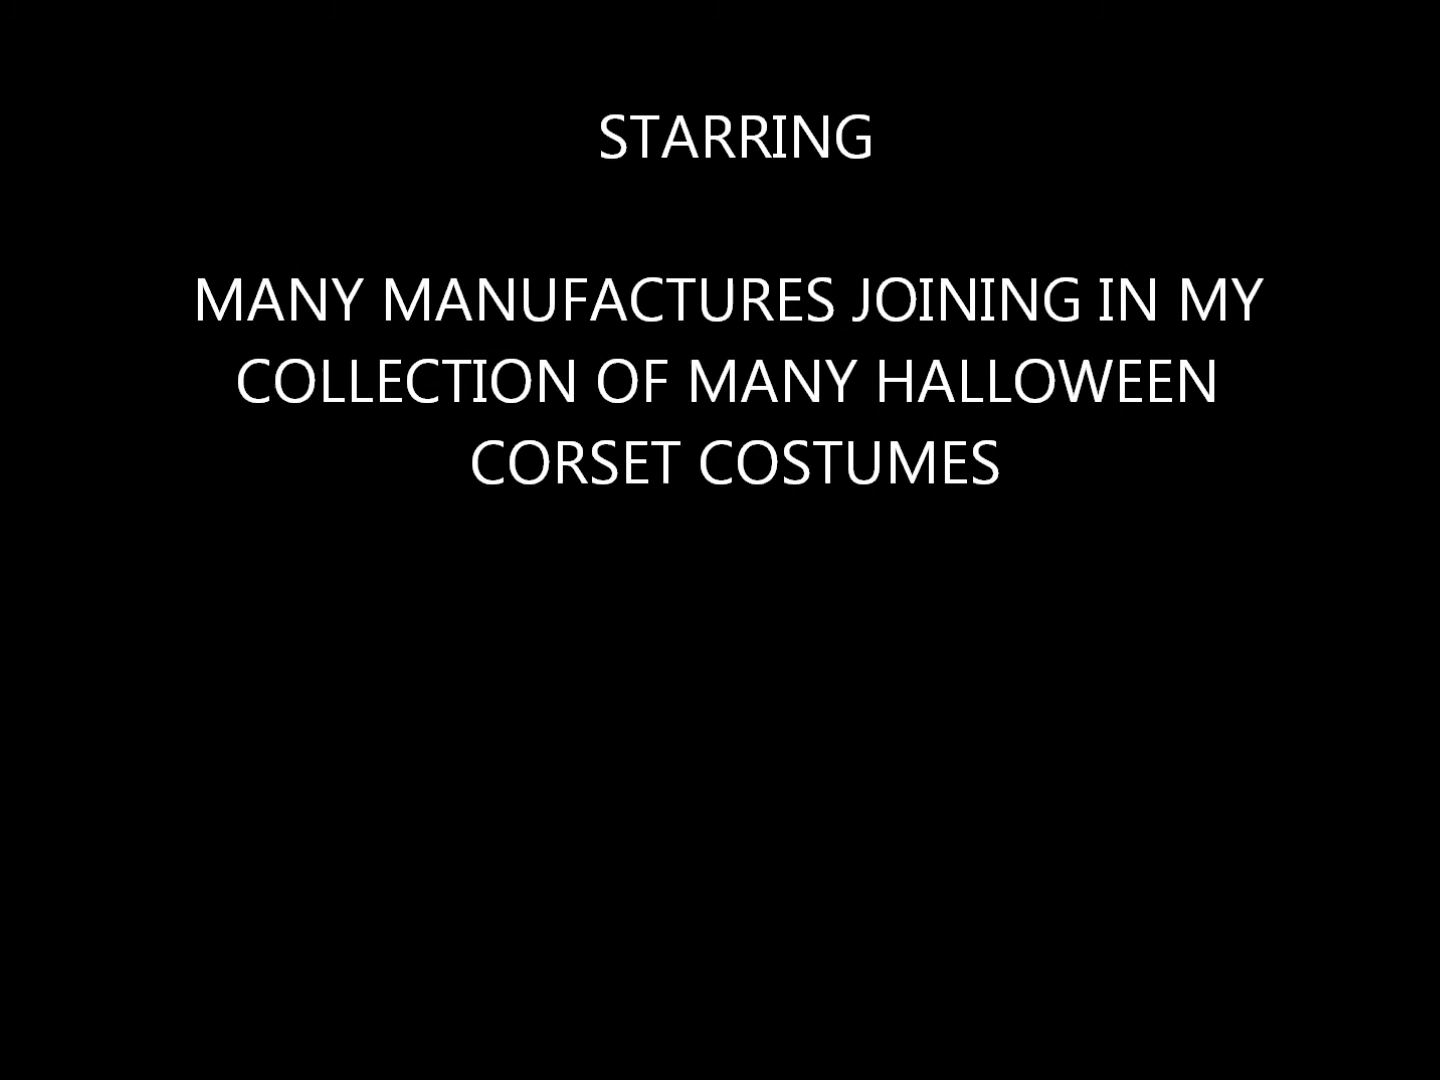 STARRING
MANY MANUFACTURES JOINING IN MY
COLLECTION OF MANY HALLOWEEN
CORSET COSTUMES